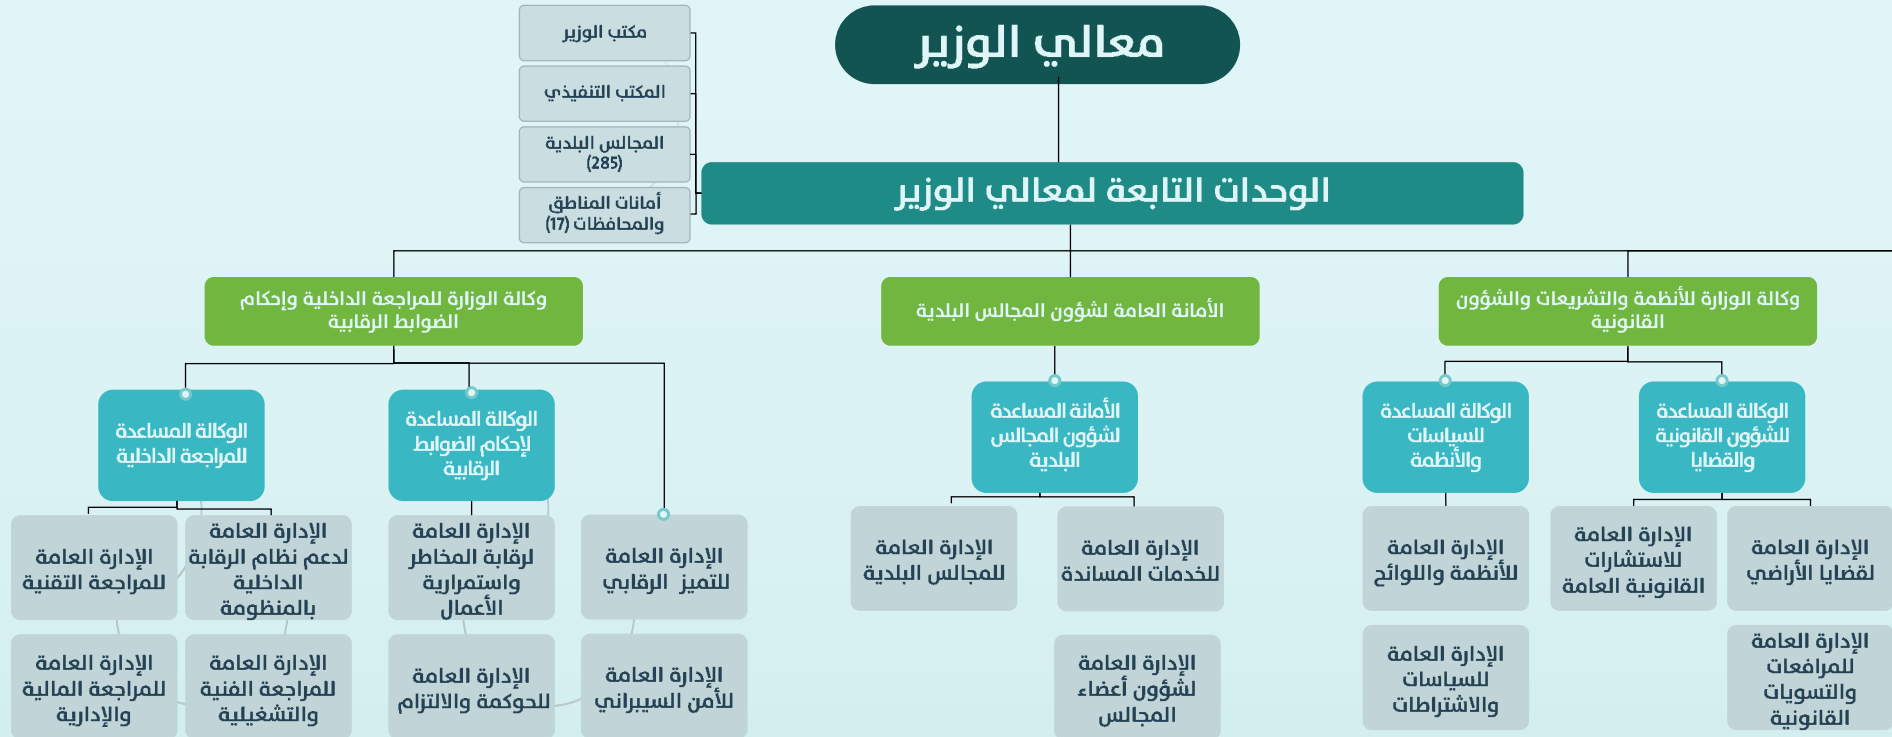 معالي الوزير
مكتب الوزير
المكتب التنفيذي
المجالس البلدية
(285)
أمانات المناطق
والمحافظات (17)
الوحدات التابعة لمعالي الوزير
وكالة الوزارة للأنظمة والتشريعات والشؤون
القانونية
الأمانة العامة لشؤون المجالس البلدية
وكالة الوزارة للمراجعة الداخلية وإحكام
الضوابط الرقابية
الوكالة المساعدة
للشؤون القانونية
والقضايا
الوكالة المساعدة
للسياسات
والأنظمة
الأمانة المساعدة
لشؤون المجالس
البلدية
الوكالة المساعدة
لإحكام الضوابط
الرقابية
الوكالة المساعدة
للمراجعة الداخلية
الإدارة العامة
لقضايا الأراضي
الإدارة العامة
للاستشارات
القانونية العامة
الإدارة العامة
للأنظمة واللوائح
الإدارة العامة
للخدمات المساندة
الإدارة العامة
للمجالس البلدية
الإدارة العامة
للتميز الرقابي
الإدارة العامة
لرقابة المخاطر
واستمرارية
الأعمال
الإدارة العامة
لدعم نظام الرقابة
الداخلية
بالمنظومة
الإدارة العامة
للمراجعة التقنية
الإدارة العامة
للمرافعات
والتسويات
القانونية
الإدارة العامة
للسياسات
والاشتراطات
الإدارة العامة
لشؤون أعضاء
المجالس
الإدارة العامة
للأمن السيبراني
الإدارة العامة
للحوكمة والالتزام
الإدارة العامة
للمراجعة الفنية
والتشغيلية
الإدارة العامة
للمراجعة المالية
والإدارية